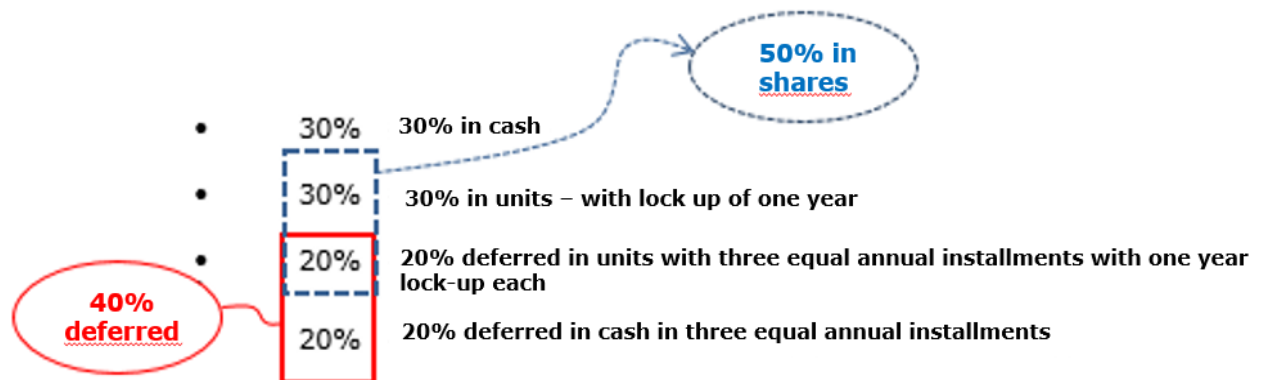 50% in
shares
• 30% 30% in cash
• 30% 30% in units – with lock up of one year
• 20% 20% deferred in units with three equal annual installments with one year
lock-up each
40%
deferred
20% 20% deferred in cash in three equal annual installments